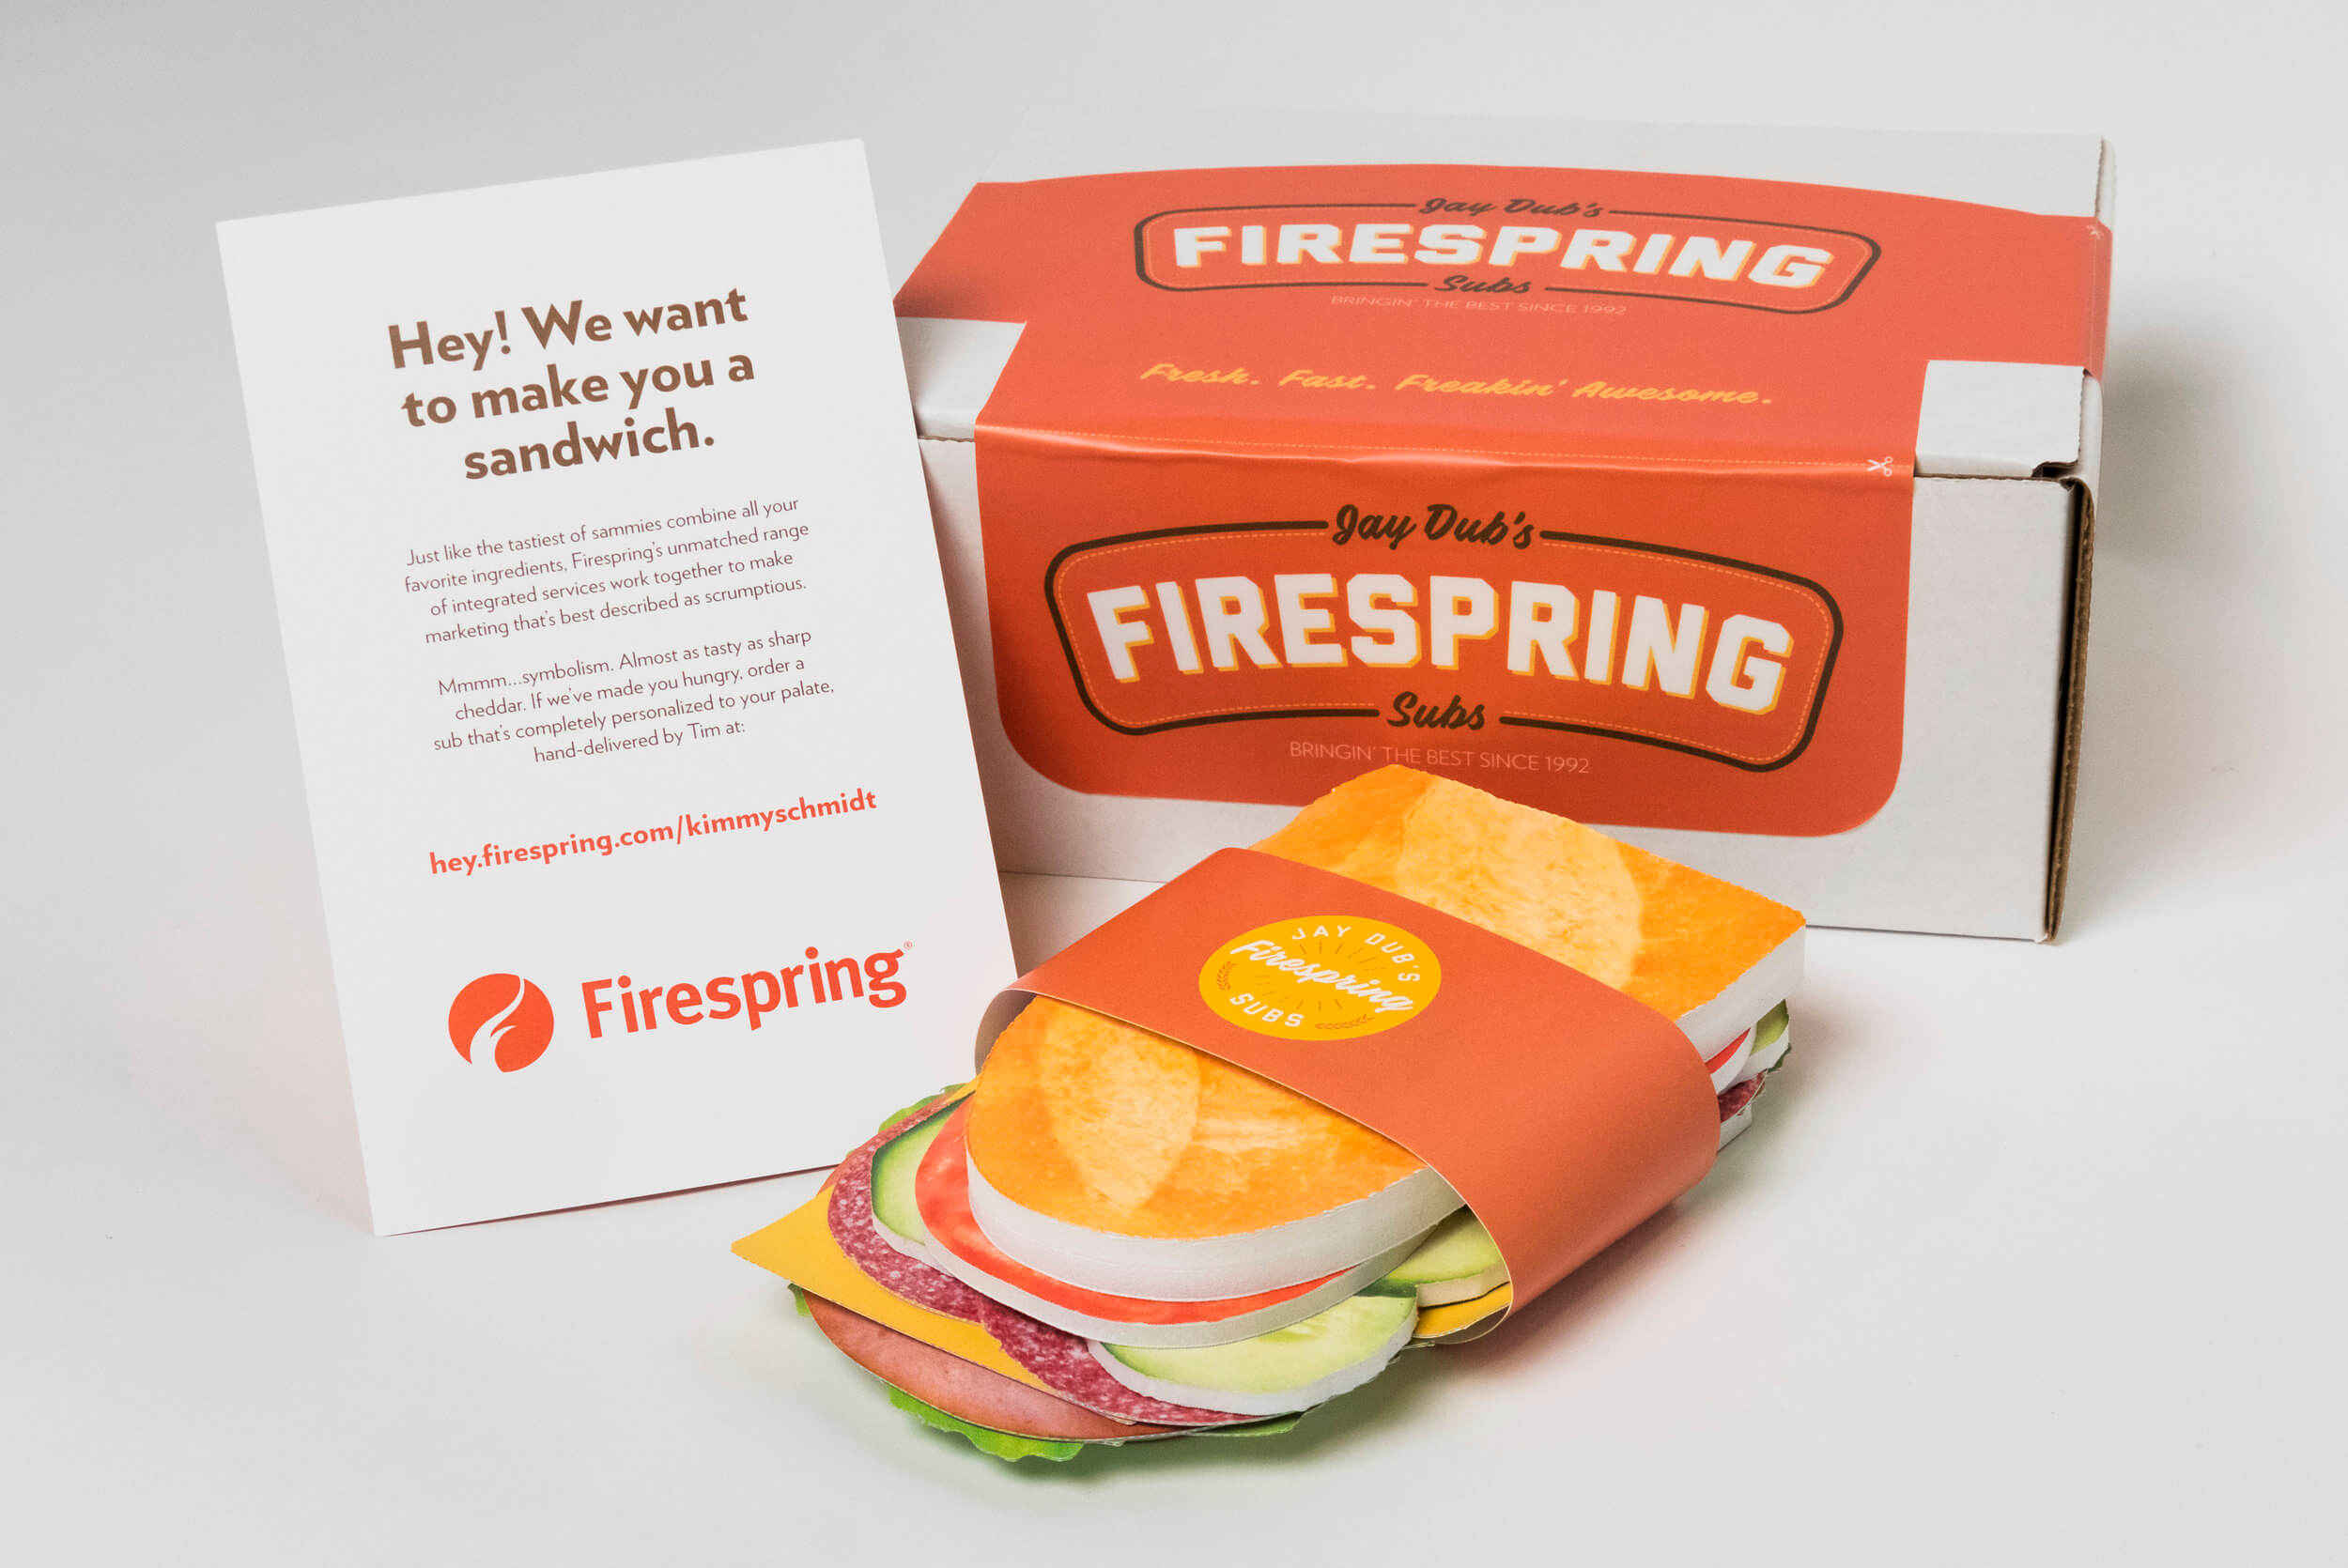 Hey! We want
to make you a
sandwich.
Just like the tastiest of sammies combine all your
favorite ingredients, Firespring's unmatched range
of integrated services work together to make
marketing that's best described as scrumptious.
Mmmm...symbolism. Almost as tasty as sharp
cheddar. If we've made you hungry, order a
sub that's completely personalized to your palate,
hand-delivered by Tim at:
hey.firespring.com/kimmyschmidt
Firespring®
Jay Dub's
FIRESPRING
Subs
BRINGIN' THE BEST SINCE 1992
Fresh. Fast. Freakin' Awesome.
Jay Dub's
FIRESPRING
Subs
BRINGIN' THE BEST SINCE 1992
JAY DUB'S
Firespring
SUBS